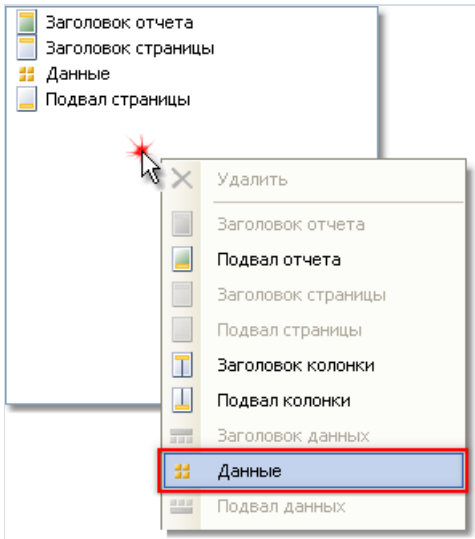 Заголовок отчета
Заголовок страницы
Данные
Подвал страницы
Удалить
Заголовок отчета
Подвал отчета
Заголовок страницы
Подвал страницы
Заголовок колонки
Подвал колонки
Заголовок данных
Данные
Подвал данных